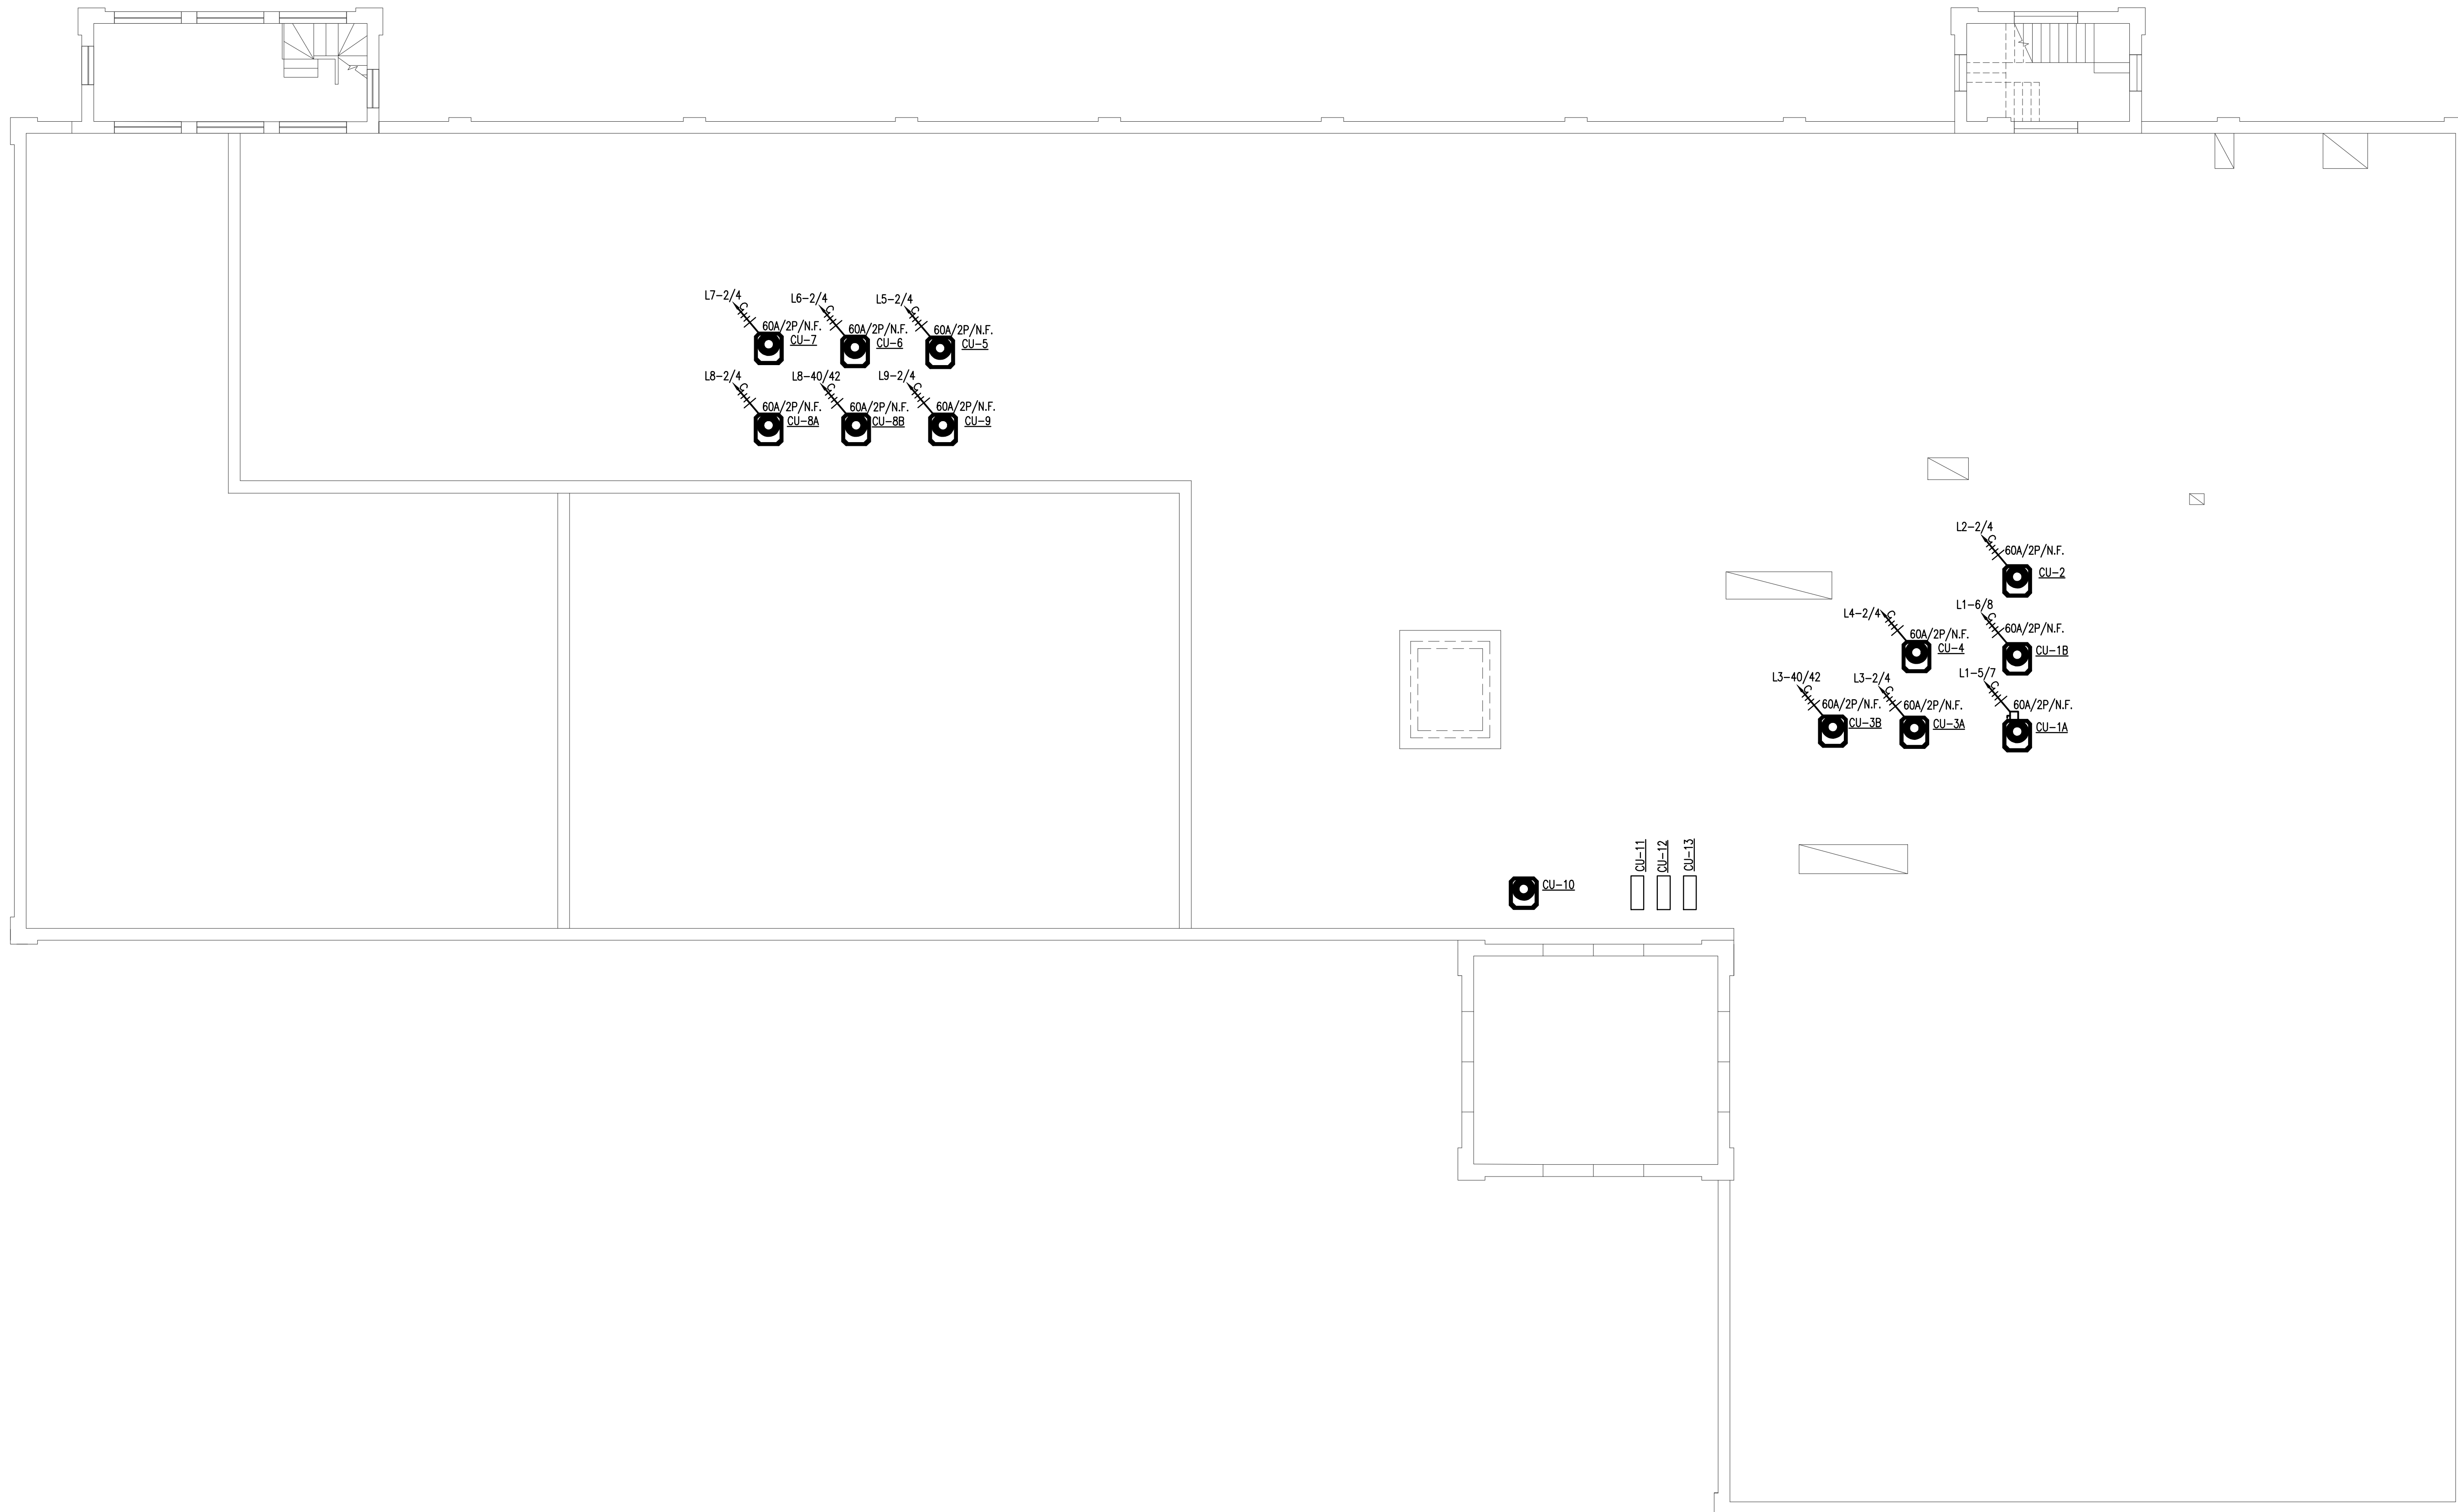 L7-2/4
60A/2P/N.F.
CU-7
L6-2/4
60A/2P/N.F.
CU-6
L5-2/4
60A/2P/N.F.
CU-5
L8-2/4
60A/2P/N.F.
CU-8A
L8-40/42
60A/2P/N.F.
CU-8B
L9-2/4
60A/2P/N.F.
CU-9
L2-2/4
60A/2P/N.F.
CU-2
L4-2/4
60A/2P/N.F.
CU-4
L1-6/8
60A/2P/N.F.
CU-1B
L3-40/42
60A/2P/N.F.
CU-3B
L3-2/4
60A/2P/N.F.
CU-3A
L1-5/7
60A/2P/N.F.
CU-1A
CU-10
CU-11
CU-12
CU-13